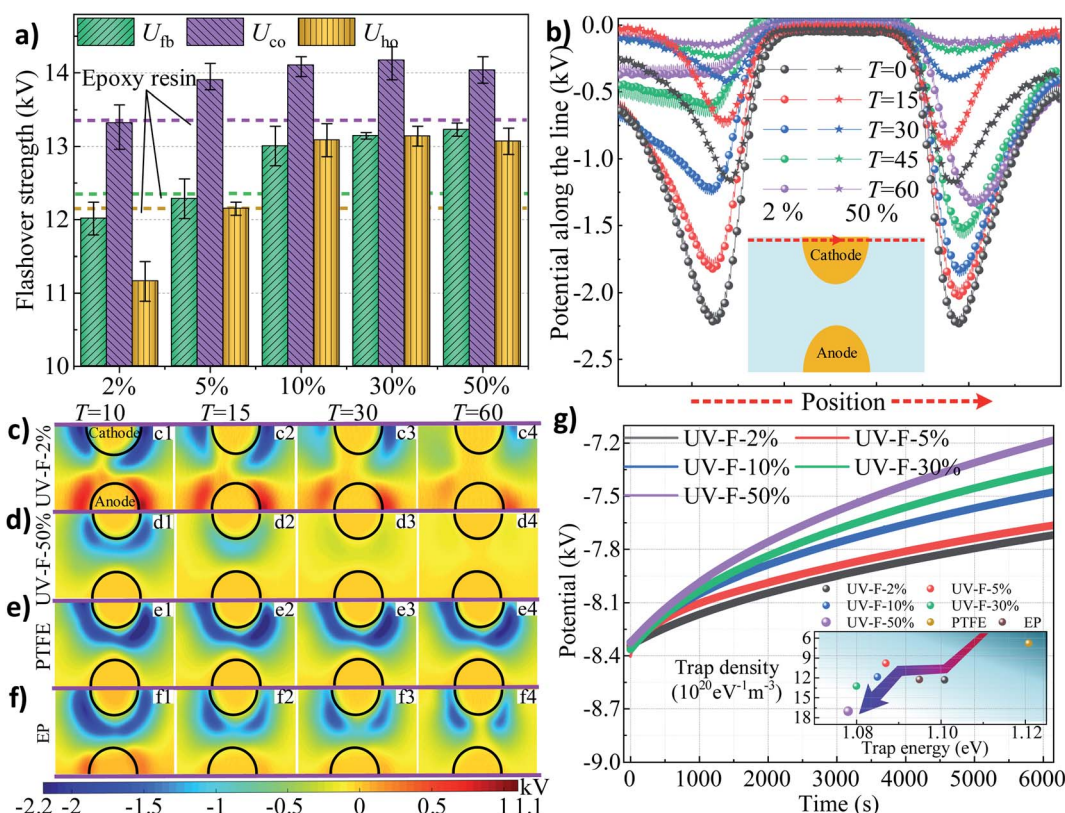 a)
U_fb U_co U_ho
Epoxy resin
Flashover strength (kV)
14
13
12
11
10
2% 5% 10% 30% 50%
b)
Potential along the line (kV)
0.0
-0.5
-1.0
-1.5
-2.0
-2.5
T=0
T=15
T=30
T=45
T=60
2 % 50 %
Cathode
Anode
Position
T=10 T=15 T=30 T=60
c) UV-F-2% Cathode Anode c1 c2 c3 c4
d) UV-F-50% d1 d2 d3 d4
e) PTFE e1 e2 e3 e4
f) EP f1 f2 f3 f4
kV
-2.2 -2 -1.5 -1 -0.5 0 0.5 1 1.1
g)
UV-F-2% UV-F-5%
UV-F-10% UV-F-30%
UV-F-50%
Potential (kV)
-7.2
-7.5
-7.8
-8.1
-8.4
-8.7
-9.0
0 1000 2000 3000 4000 5000 6000
Time (s)
UV-F-2% UV-F-5%
UV-F-10% UV-F-30%
UV-F-50% PTFE EP
Trap density
(10²⁰eV⁻¹m⁻³)
6
9
12
15
18
1.08 1.10 1.12
Trap energy (eV)